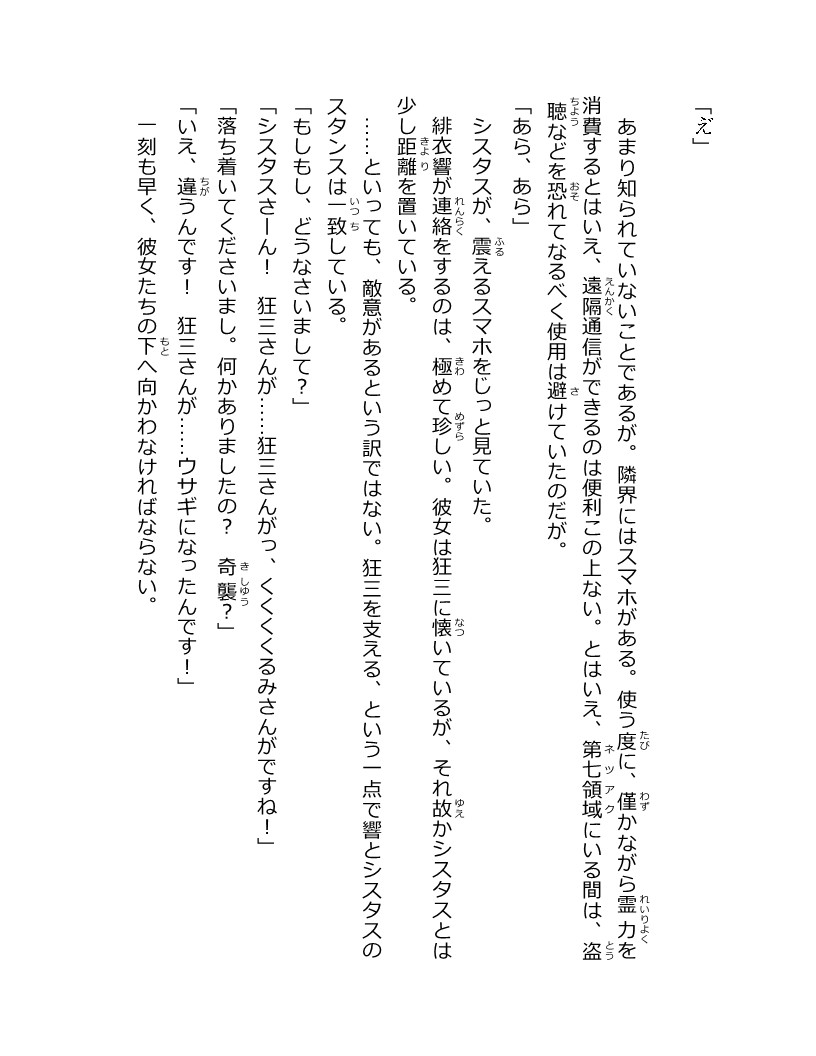 「え゛」
あまり知られていないことであるが。隣界にはスマホがある。使う度に、僅かながら霊力を
消費するとはいえ、遠隔通信ができるのは便利この上ない。とはいえ、第七領域にいる間は、盗
聴などを恐れてなるべく使用は避けていたのだが。
「あら、あら」
シスタスが、震えるスマホをじっと見ていた。
緋衣響が連絡をするのは、極めて珍しい。彼女は狂三に懐いているが、それ故かシスタスとは
少し距離を置いている。
……といっても、敵意があるという訳ではない。狂三を支える、という一点で響とシスタスの
スタンスは一致している。
「もしもし、どうなさいまして？」
「シスタスさーん！　狂三さんが……狂三さんがっ、くくくくるみさんがですね！」
「落ち着いてくださいまし。何かありましたの？　奇襲？」
「いえ、違うんです！　狂三さんが……ウサギになったんです！」
一刻も早く、彼女たちの下へ向かわなければならない。